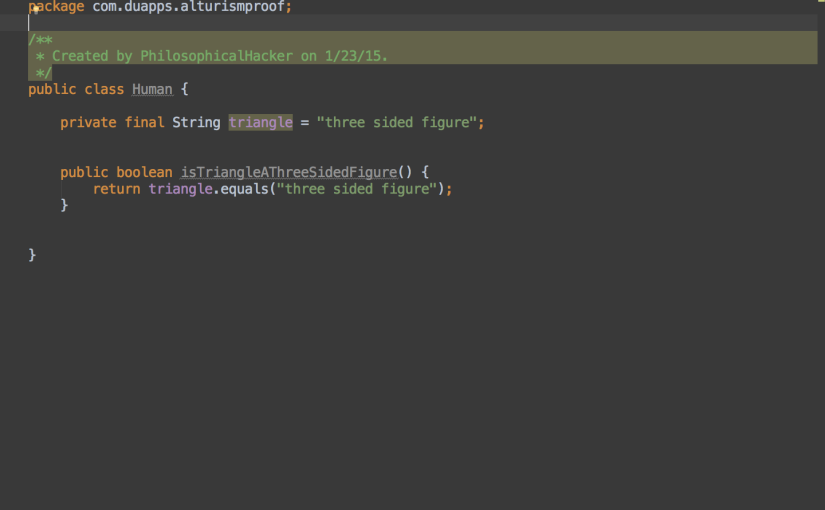 package com.duapps.alturismproof;
/**
* Created by PhilosophicalHacker on 1/23/15.
*/
public class Human {
private final String triangle = "three sided figure";
public boolean isTriangleAThreeSidedFigure() {
return triangle.equals("three sided figure");
}
}